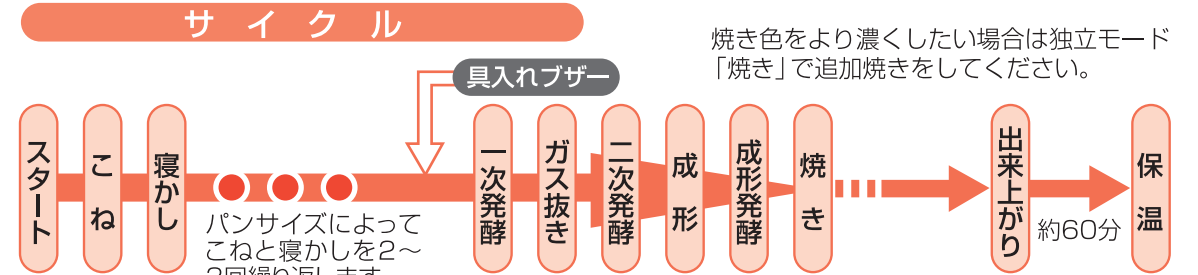 サイクル
焼き色をより濃くしたい場合は独立モード
「焼き」で追加焼きをしてください。
具入れブザー
スタート
こね
寝かし
パンサイズによって
こねと寝かしを2〜
一次発酵
ガス抜き
二次発酵
成形
成形発酵
焼き
出来上がり
約60分
保温